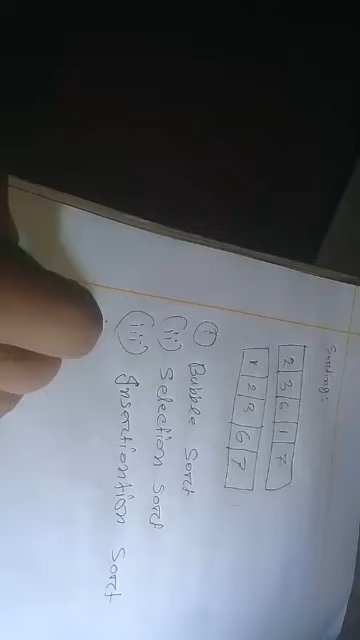 Sorting:
2 3 6 1 7
1 2 3 6 7
(i) Bubble Sort
(ii) Selection Sort
(iii) Insertiontion Sort